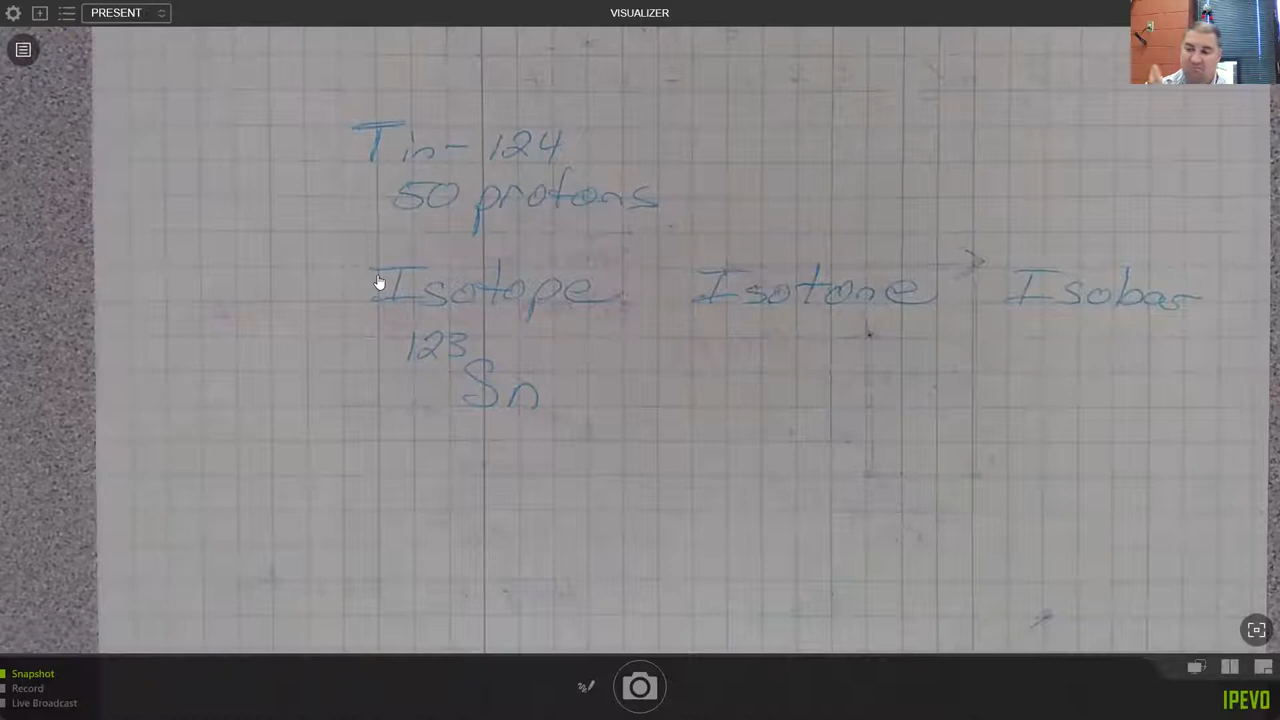 PRESENT
VISUALIZER
Tin-124
50 protons
Isotope Isotone Isobar
123
Sn
Snapshot
Record
Live Broadcast
IPEVO